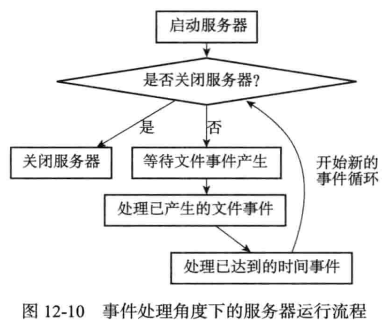 启动服务器
是否关闭服务器?
是
否
关闭服务器
等待文件事件产生
开始新的
事件循环
处理已产生的文件事件
处理已达到的时间事件
图 12-10 事件处理角度下的服务器运行流程